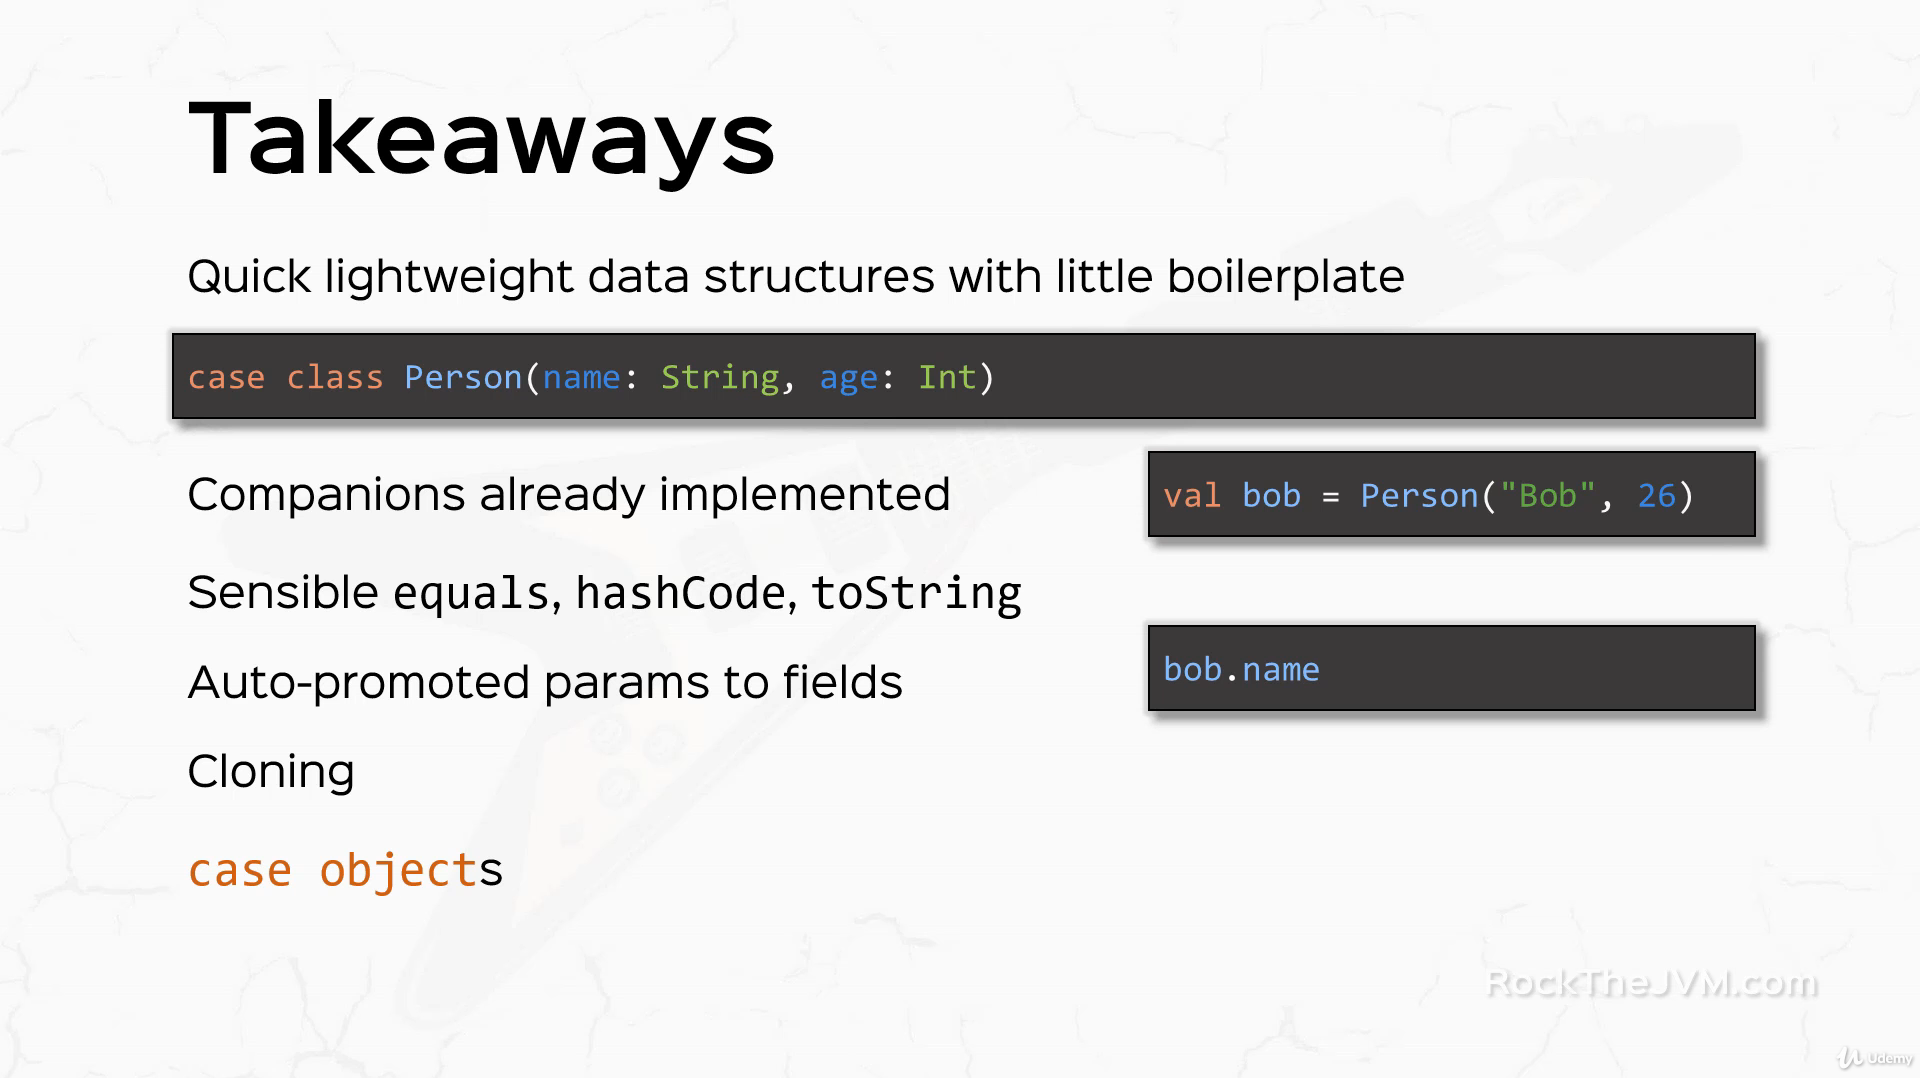 Takeaways
Quick lightweight data structures with little boilerplate
case class Person(name: String, age: Int)
Companions already implemented
val bob = Person("Bob", 26)
Sensible equals, hashCode, toString
Auto-promoted params to fields
bob.name
Cloning
case objects
RockTheJVM.com
Udemy